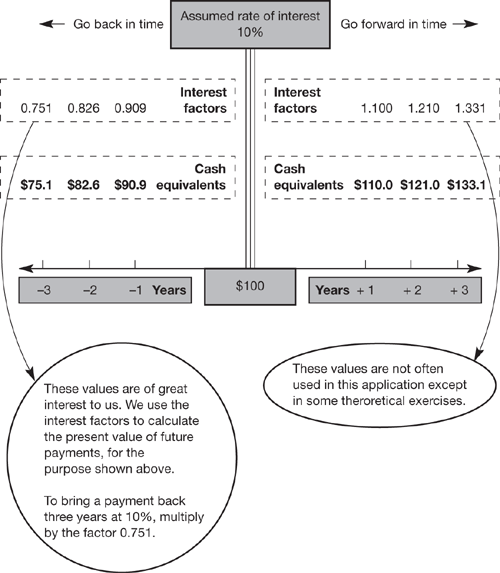 Go back in time
Assumed rate of interest
10%
Go forward in time
Interest
factors
0.751 0.826 0.909
Interest
factors
1.100 1.210 1.331
Cash
equivalents
$75.1 $82.6 $90.9
Cash
equivalents
$110.0 $121.0 $133.1
–3 –2 –1 Years
$100
Years + 1 + 2 + 3
These values are of great
interest to us. We use the
interest factors to calculate
the present value of future
payments, for the
purpose shown above.
To bring a payment back
three years at 10%, multiply
by the factor 0.751.
These values are not often
used in this application except
in some theroretical exercises.